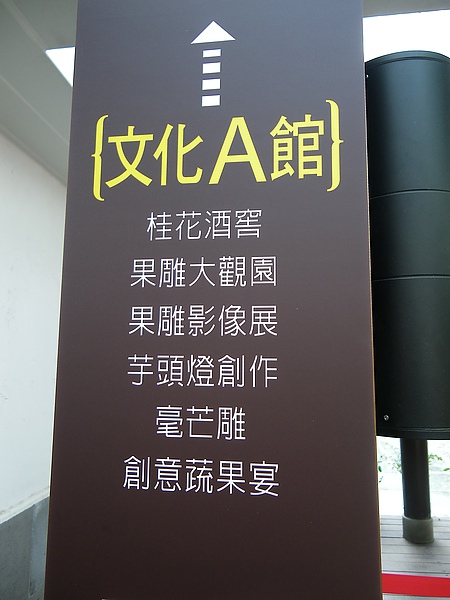 {文化A館}
桂花酒窖
果雕大觀園
果雕影像展
芋頭燈創作
毫芒雕
創意蔬果宴